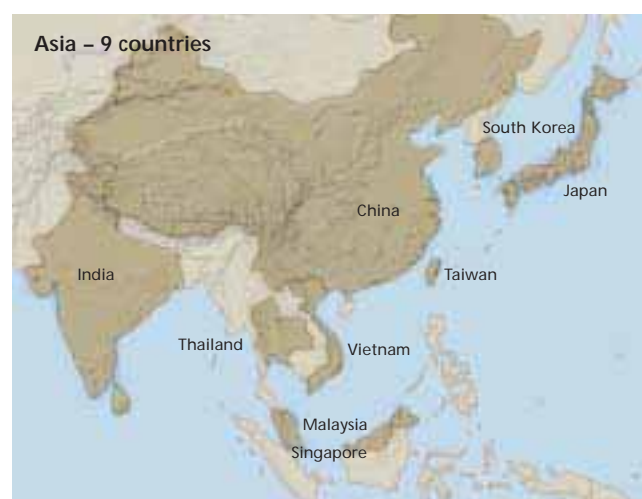 Asia – 9 countries
South Korea
Japan
China
India
Taiwan
Thailand
Vietnam
Malaysia
Singapore